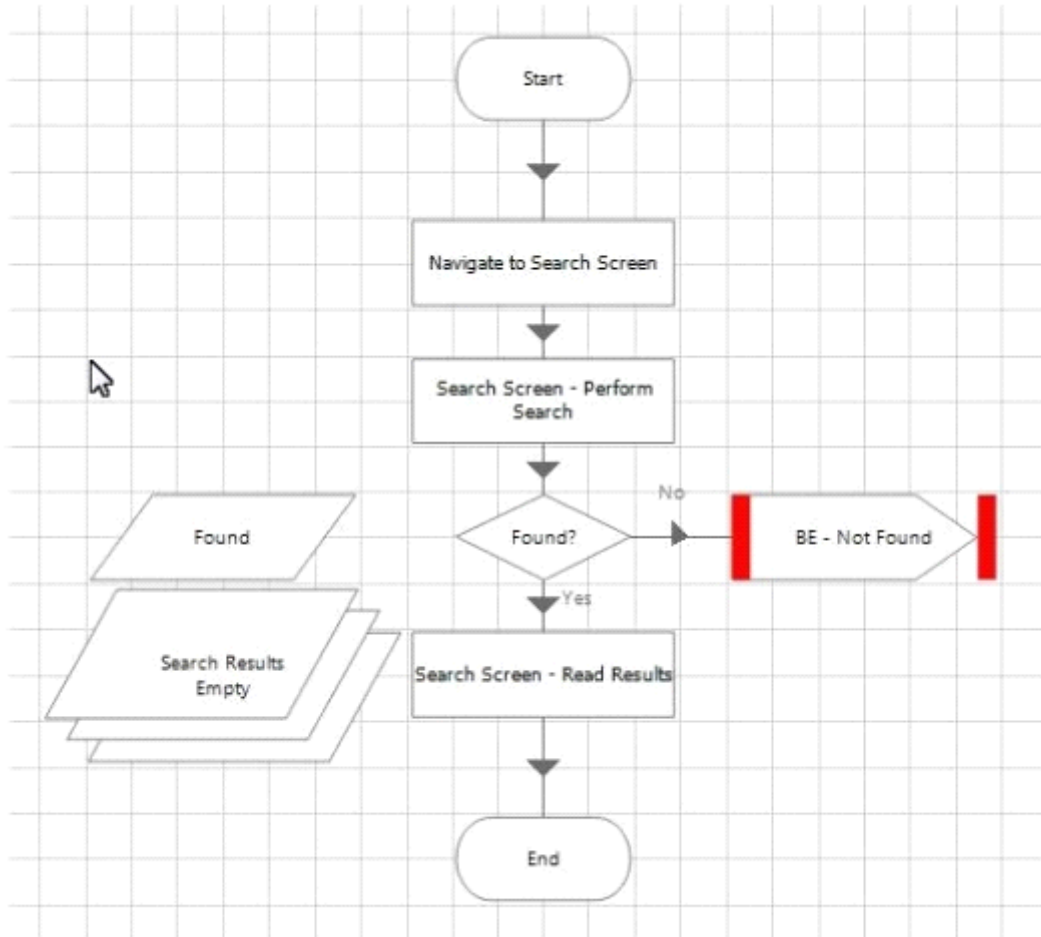 Start
Navigate to Search Screen
Search Screen - Perform
Search
No
Found
Found?
BE - Not Found
Yes
Search Results
Empty
Search Screen - Read Results
End